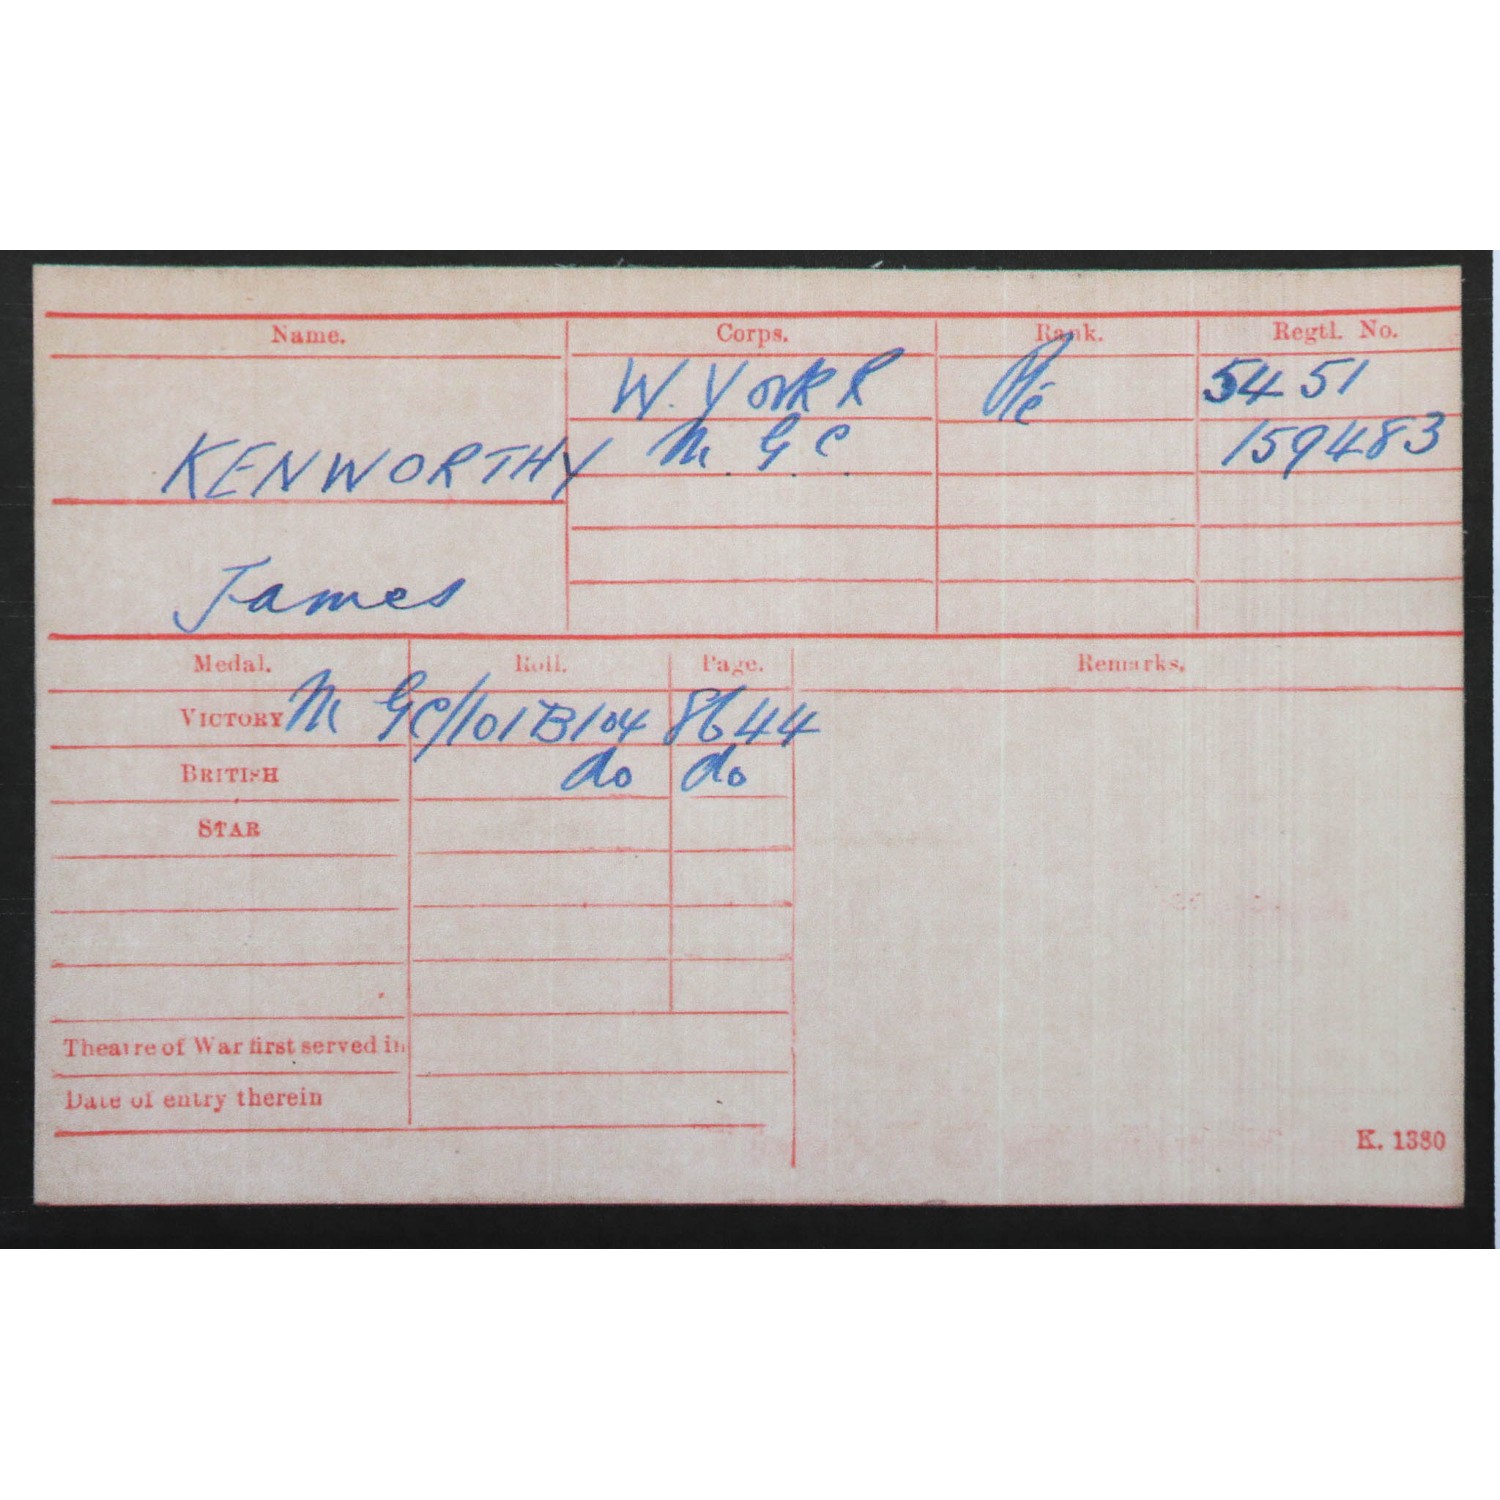 Name. Corps. Rank. Regtl. No.
W. York R Pte 5451
KENWORTHY M. G. C. 159483
James
Medal. Roll. Page. Remarks.
VICTORY M GC/101B104 8644
BRITISH do do
STAR
Theatre of War first served in
Date of entry therein
K. 1380